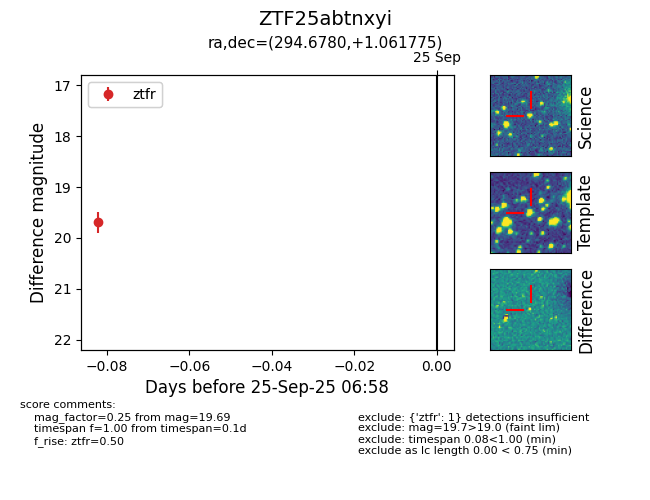 ZTF25abtnxyi
ra,dec=(294.6780,+1.061775)
25 Sep
ztfr
17
18
19
20
21
22
Difference magnitude
−0.08
−0.06
−0.04
−0.02
0.00
Days before 25-Sep-25 06:58
Science
Template
Difference
score comments:
mag_factor=0.25 from mag=19.69
timespan f=1.00 from timespan=0.1d
f_rise: ztfr=0.50
exclude: {'ztfr': 1} detections insufficient
exclude: mag=19.7>19.0 (faint lim)
exclude: timespan 0.08<1.00 (min)
exclude as lc length 0.00 < 0.75 (min)